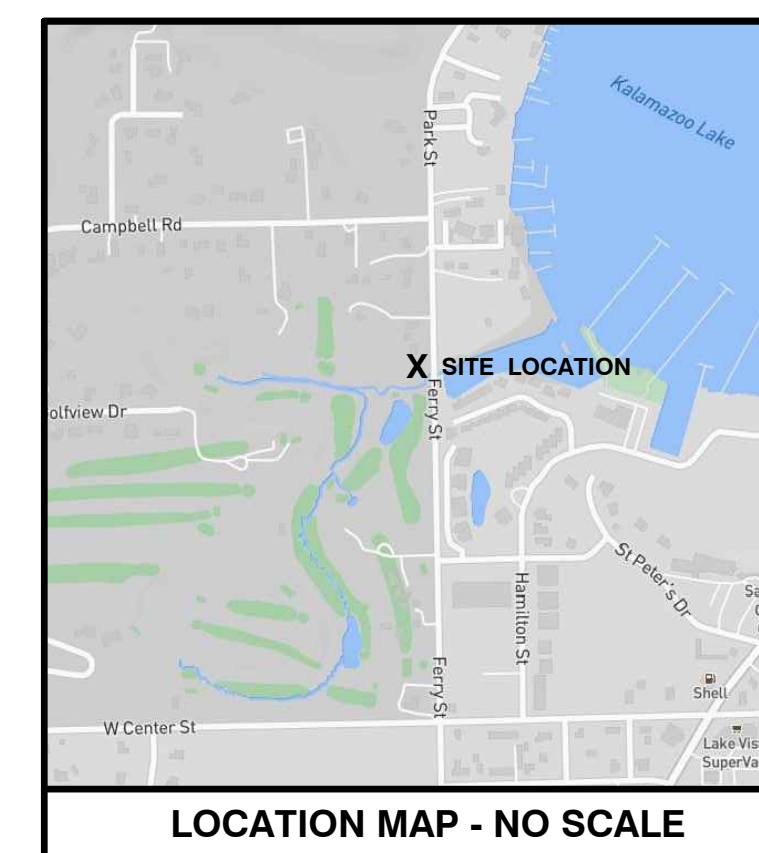 Kalamazoo Lake
Park St
Campbell Rd
X SITE LOCATION
Ferry St
olfview Dr
St Peter's Dr
Hamilton St
Sa
Ferry St
Shell
W Center St
Lake Vis
SuperVa
LOCATION MAP - NO SCALE